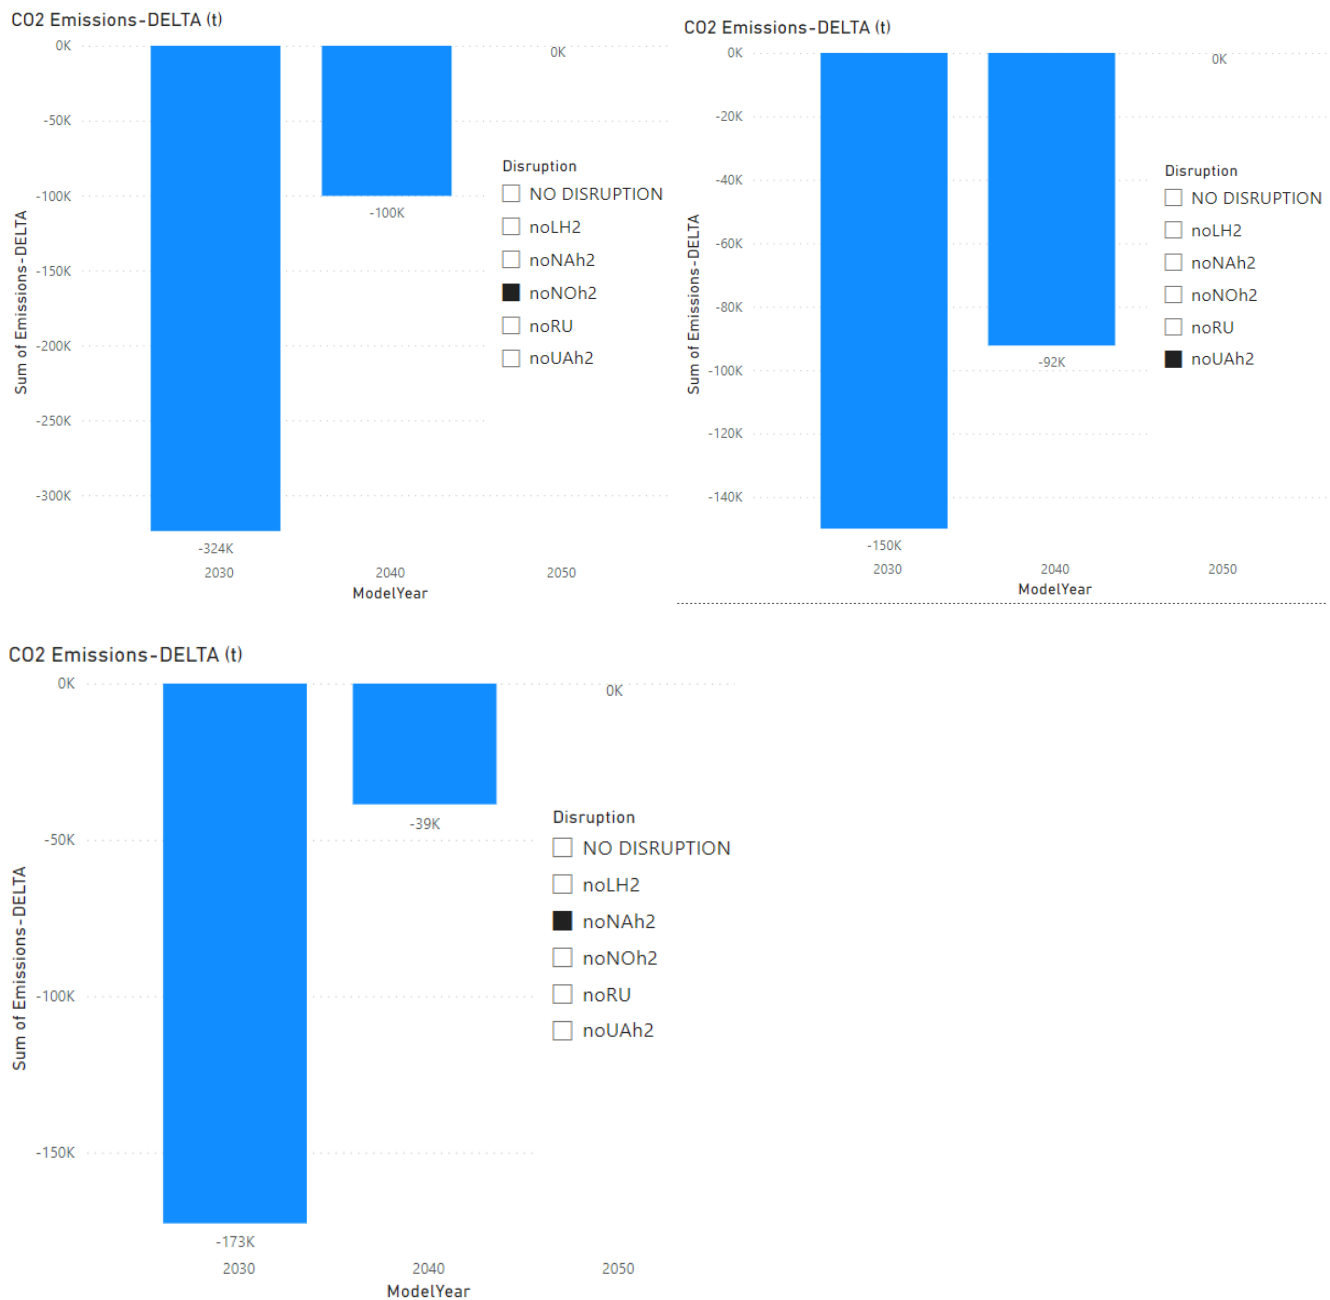 CO2 Emissions-DELTA (t)
0K
-50K
-100K
-150K
-200K
-250K
-300K
Sum of Emissions-DELTA
-324K
-100K
0K
2030
2040
2050
ModelYear
Disruption
NO DISRUPTION
noLH2
noNAh2
noNOh2
noRU
noUAh2
CO2 Emissions-DELTA (t)
0K
-20K
-40K
-60K
-80K
-100K
-120K
-140K
Sum of Emissions-DELTA
-150K
-92K
0K
2030
2040
2050
ModelYear
Disruption
NO DISRUPTION
noLH2
noNAh2
noNOh2
noRU
noUAh2
CO2 Emissions-DELTA (t)
0K
-50K
-100K
-150K
Sum of Emissions-DELTA
-173K
-39K
0K
2030
2040
2050
ModelYear
Disruption
NO DISRUPTION
noLH2
noNAh2
noNOh2
noRU
noUAh2